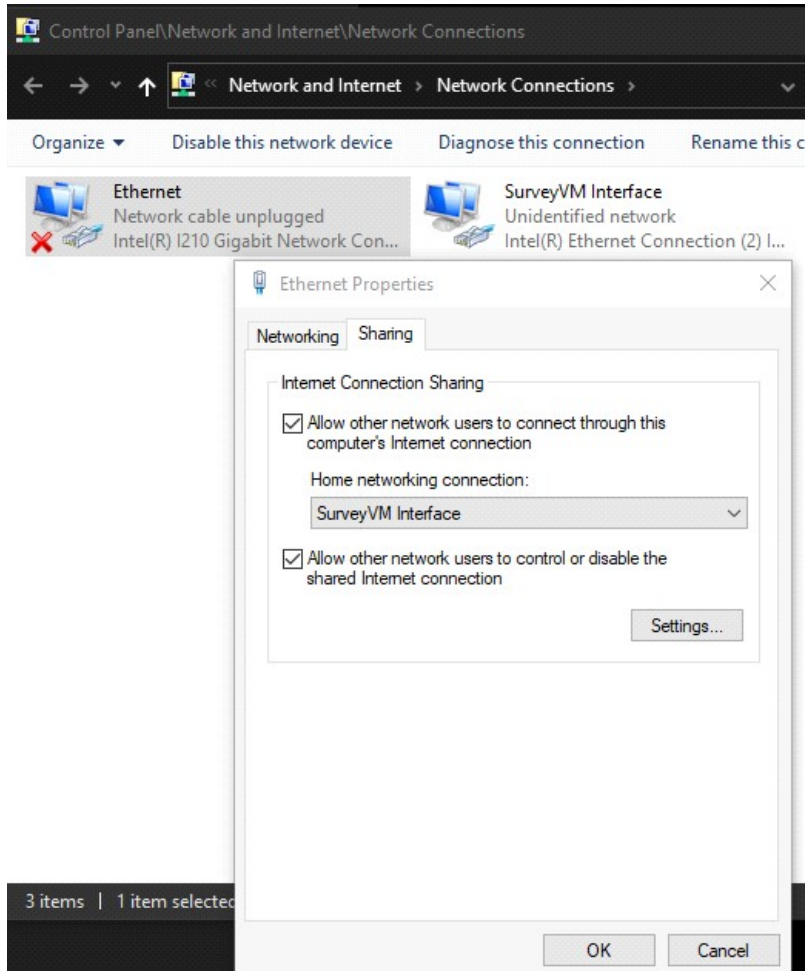 Control Panel\Network and Internet\Network Connections
« Network and Internet > Network Connections >
Organize Disable this network device Diagnose this connection Rename this c
Ethernet
Network cable unplugged
Intel(R) I210 Gigabit Network Con...
SurveyVM Interface
Unidentified network
Intel(R) Ethernet Connection (2) I...
Ethernet Properties
Networking Sharing
Internet Connection Sharing
Allow other network users to connect through this
computer's Internet connection
Home networking connection:
SurveyVM Interface
Allow other network users to control or disable the
shared Internet connection
Settings...
3 items | 1 item selected
OK Cancel